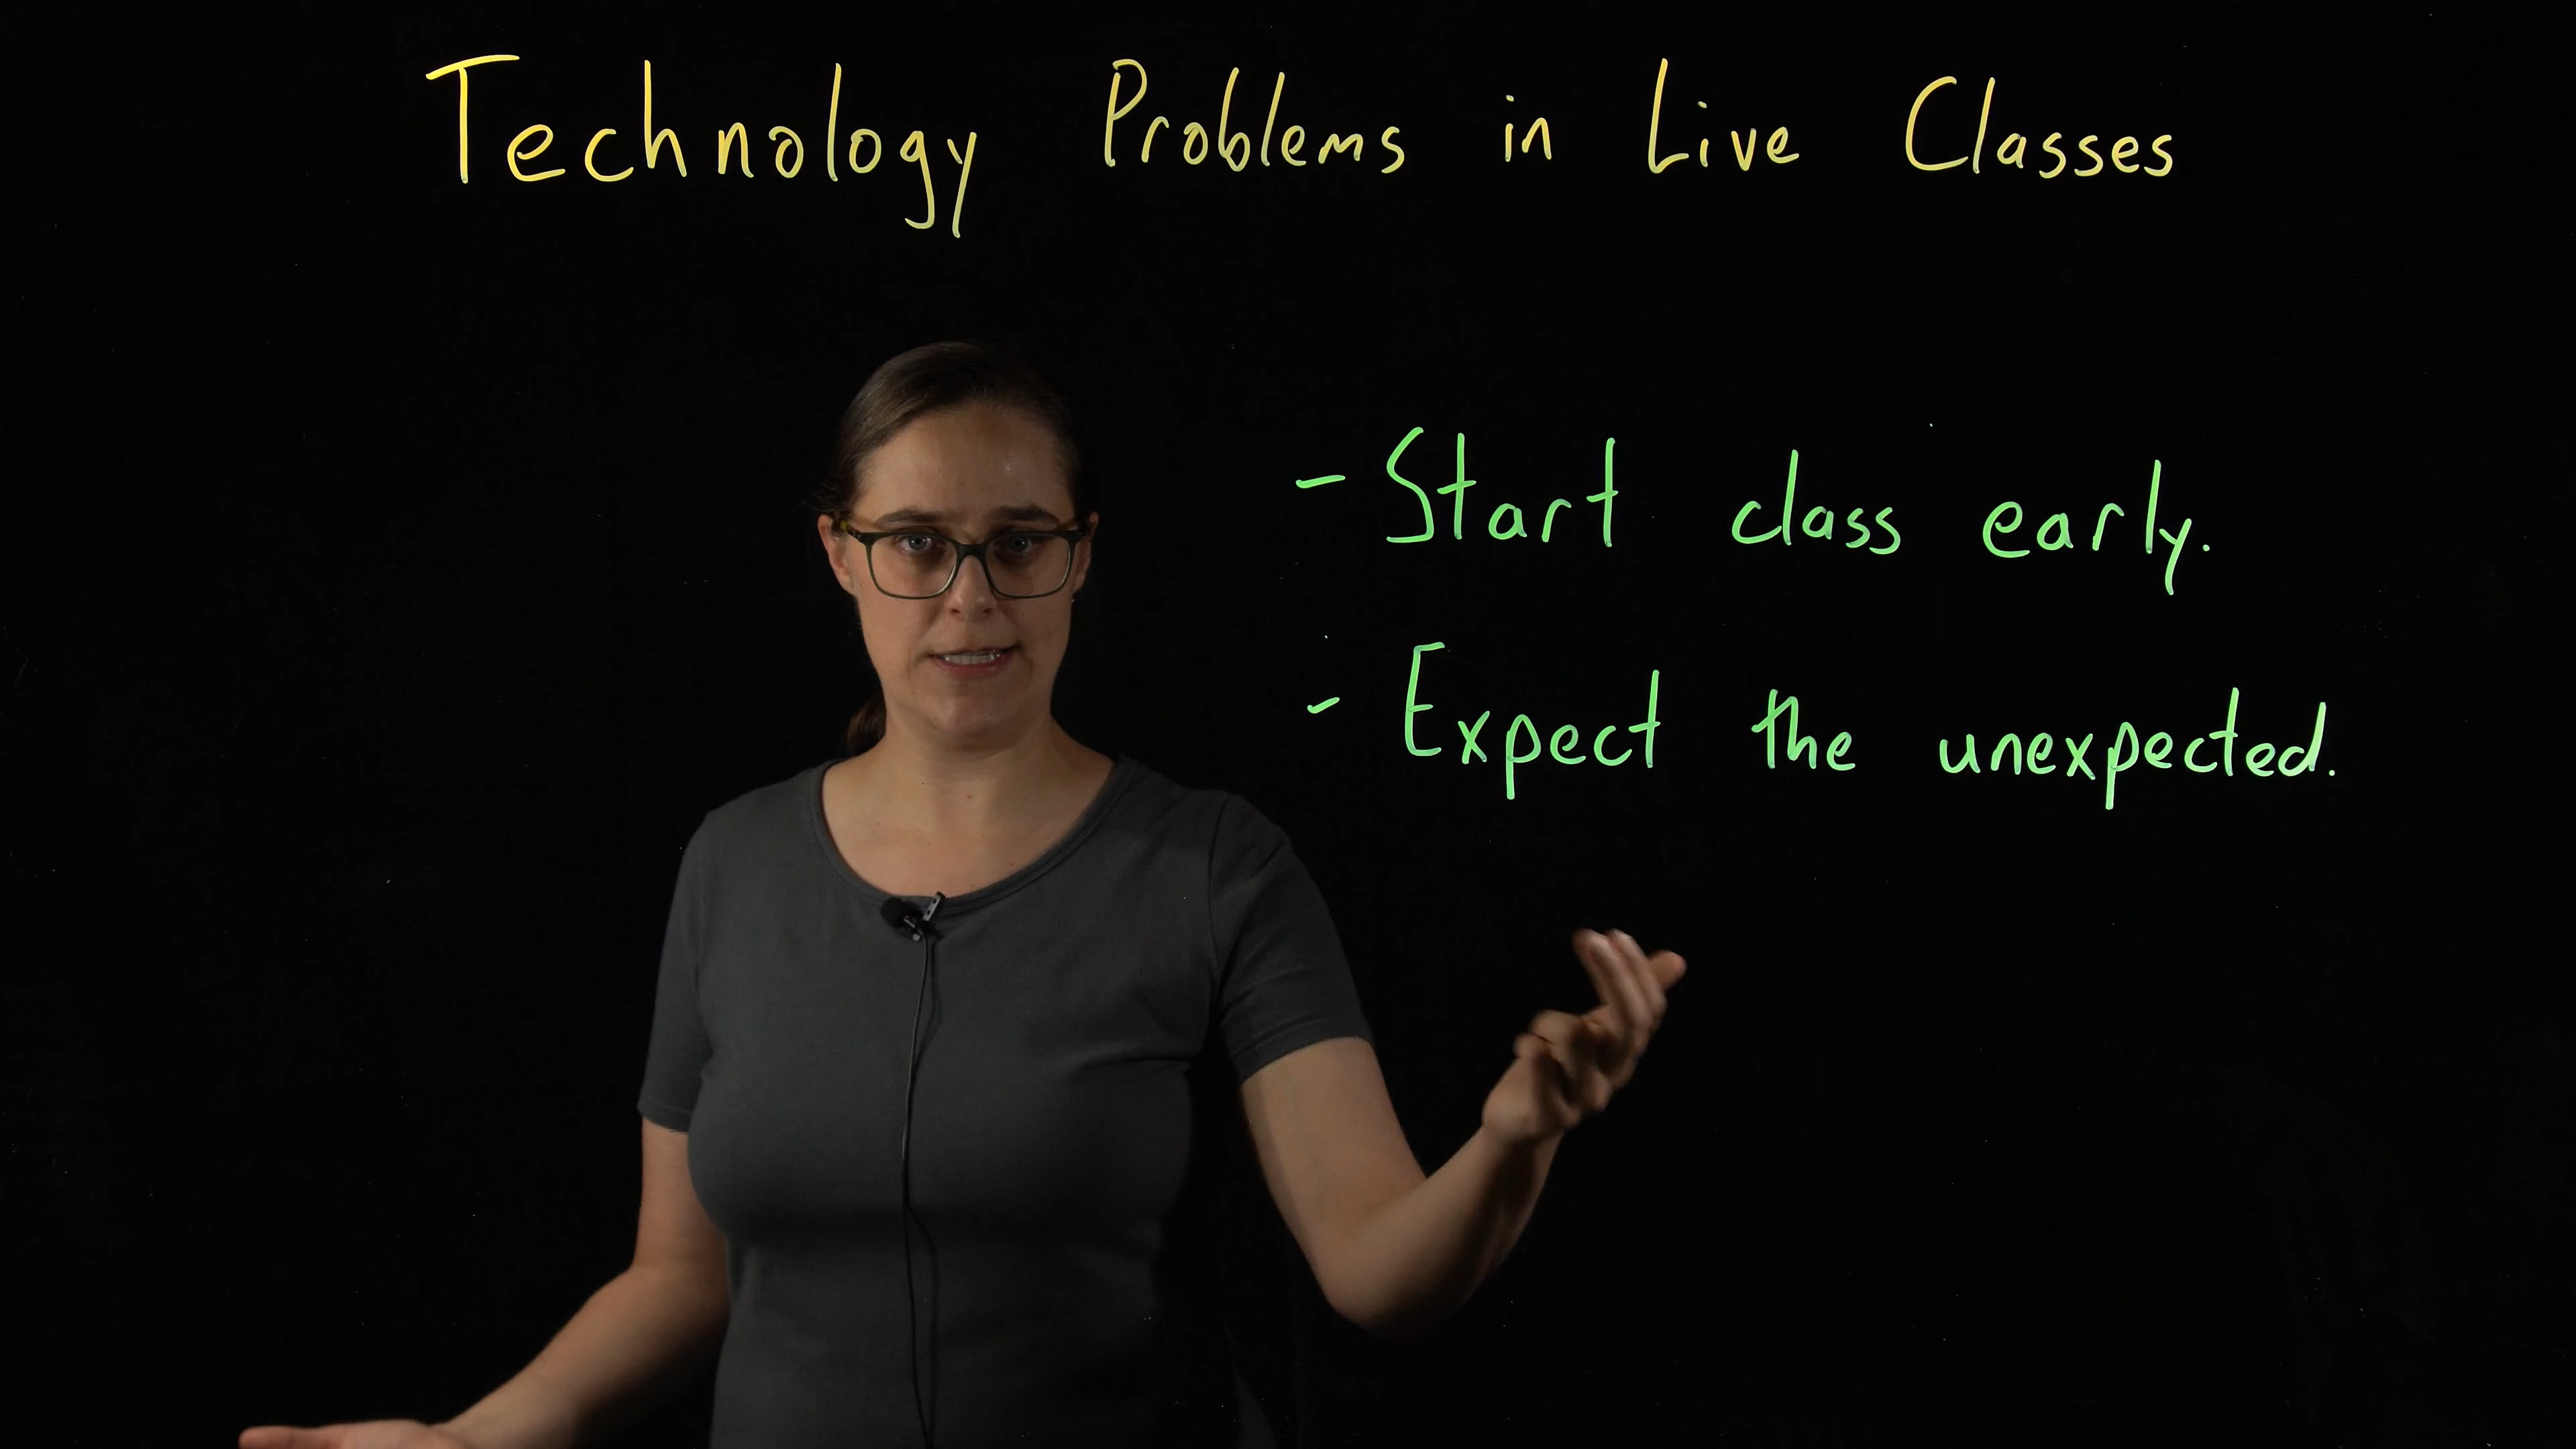 Technology Problems in Live Classes
- Start class early.
- Expect the unexpected.